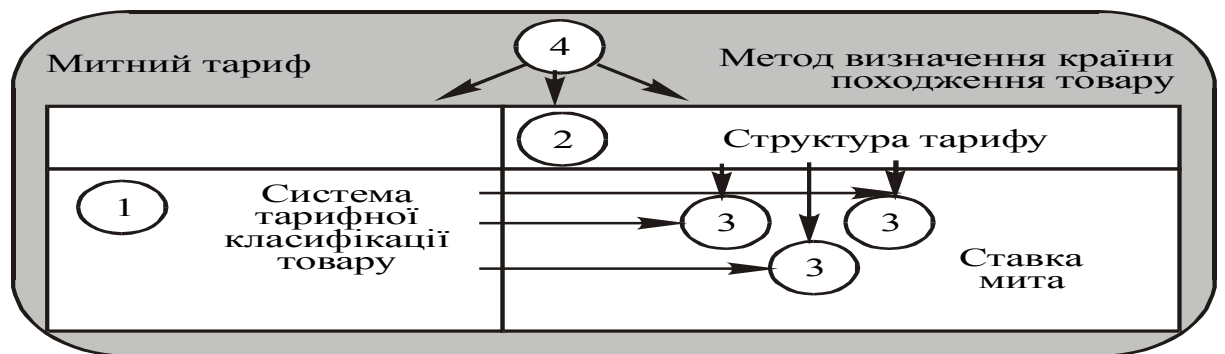 Митний тариф
4
Метод визначення країни
походження товару
2
Структура тарифу
1
Система
тарифної
класифікації
товару
3
3
3
Ставка
мита